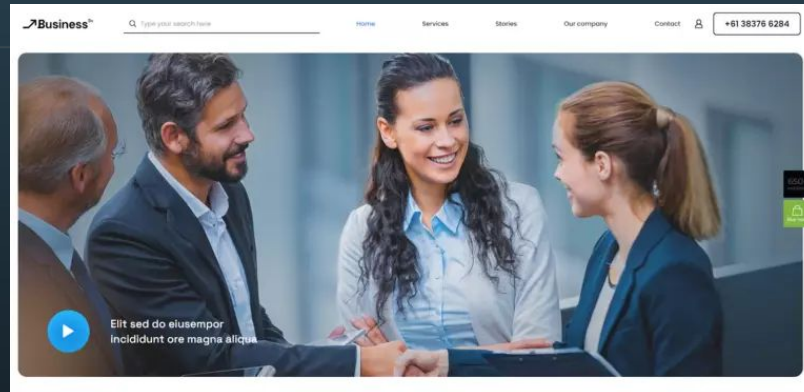 Business
Type your search here
Home
Services
Stories
Our company
Contact
+61 38376 6284
650
Elit sed do eiusempor
incididunt ore magna aliqua